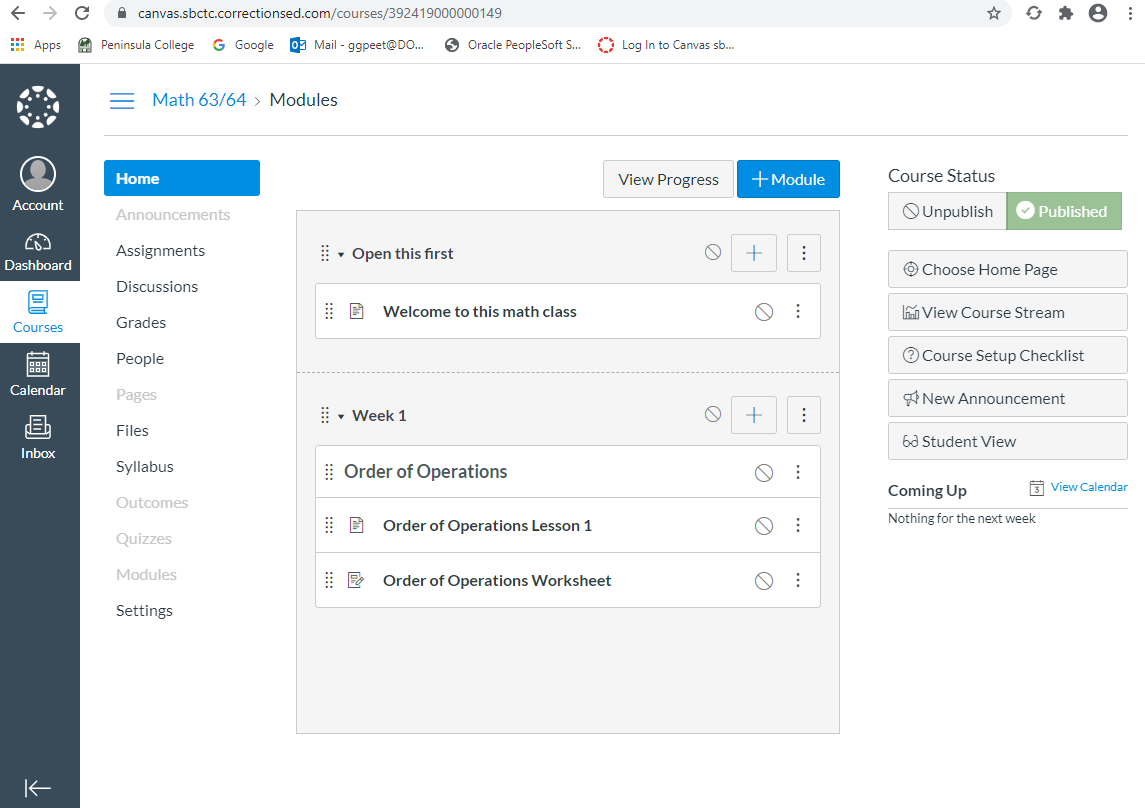 canvas.sbctc.correctionsed.com/courses/392419000000149
Apps Peninsula College Google Mail - ggpeet@DO... Oracle PeopleSoft S... Log In to Canvas sb...
Math 63/64 › Modules
Account
Dashboard
Courses
Calendar
Inbox
Home
Announcements
Assignments
Discussions
Grades
People
Pages
Files
Syllabus
Outcomes
Quizzes
Modules
Settings
View Progress +Module
Open this first
Welcome to this math class
Week 1
Order of Operations
Order of Operations Lesson 1
Order of Operations Worksheet
Course Status
Unpublish Published
Choose Home Page
View Course Stream
Course Setup Checklist
New Announcement
Student View
Coming Up 3 View Calendar
Nothing for the next week